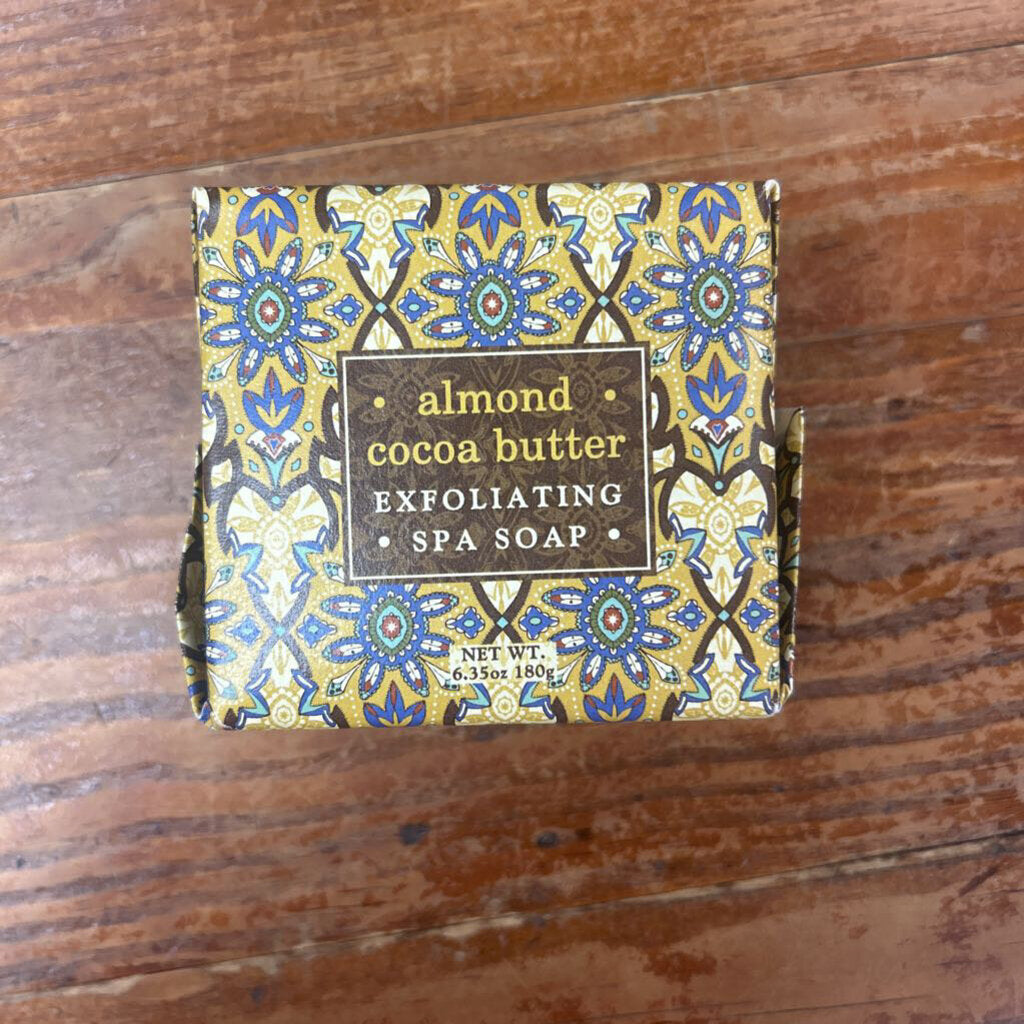 • almond •
cocoa butter
EXFOLIATING
• SPA SOAP •
NET WT.
6.35oz 180g